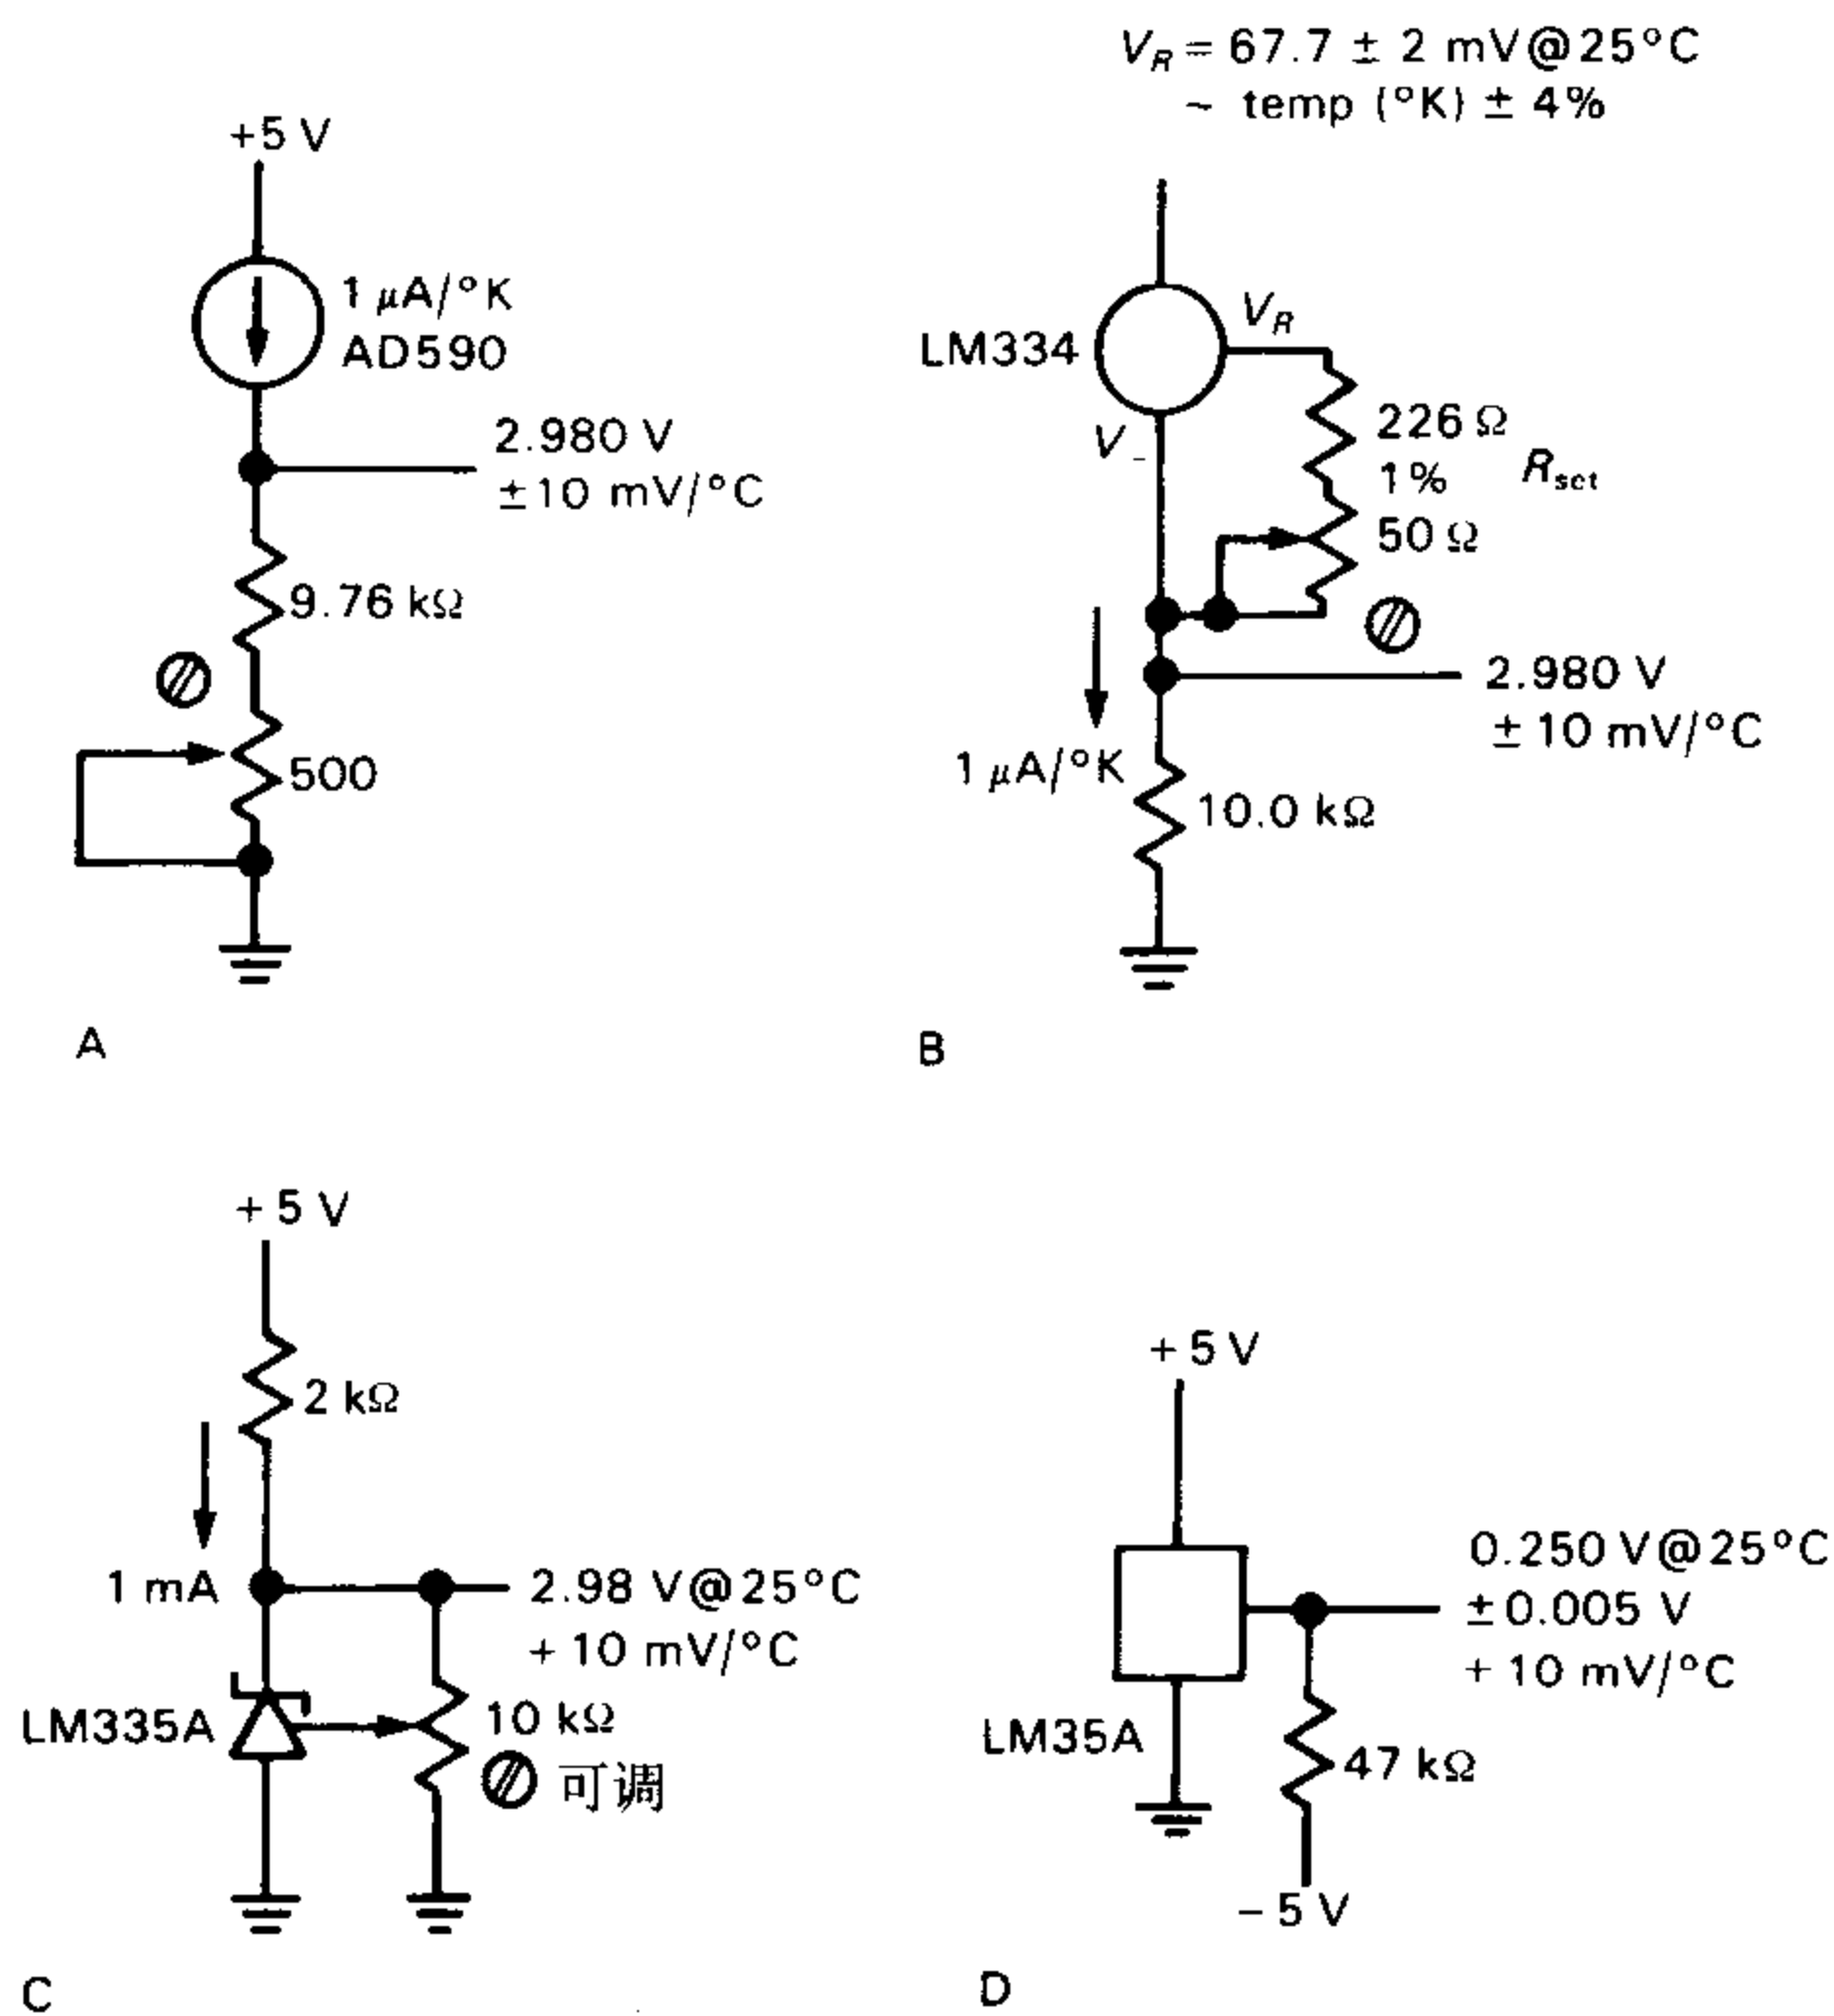 +5 V
1 μA/°K
AD590
2.980 V
±10 mV/°C
9.76 kΩ
500
A
V_R = 67.7 ± 2 mV@25°C
~ temp (°K) ± 4%
LM334
V_R
V_-
226 Ω
1%
R_set
50 Ω
2.980 V
± 10 mV/°C
1 μA/°K
10.0 kΩ
B
+ 5 V
2 kΩ
1 mA
2.98 V@25°C
+ 10 mV/°C
LM335A
10 kΩ
可调
C
+ 5 V
0.250 V@25°C
±0.005 V
+ 10 mV/°C
LM35A
47 kΩ
– 5 V
D